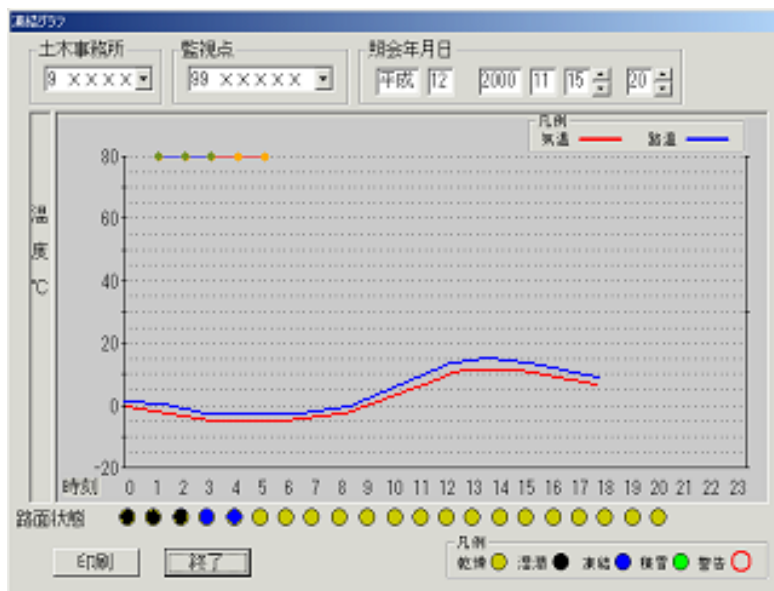 凍結グラフ
土木事務所 監視点 照会年月日
9 ××××  99 ××××× 平成 12 2000 11 15 20
凡例
気温 路温
80
60
温度℃
40
20
0
-20
時刻 0 1 2 3 4 5 6 7 8 9 10 11 12 13 14 15 16 17 18 19 20 21 22 23
路面状態
印刷 終了
凡例
乾燥 湿潤 凍結 積雪 警告